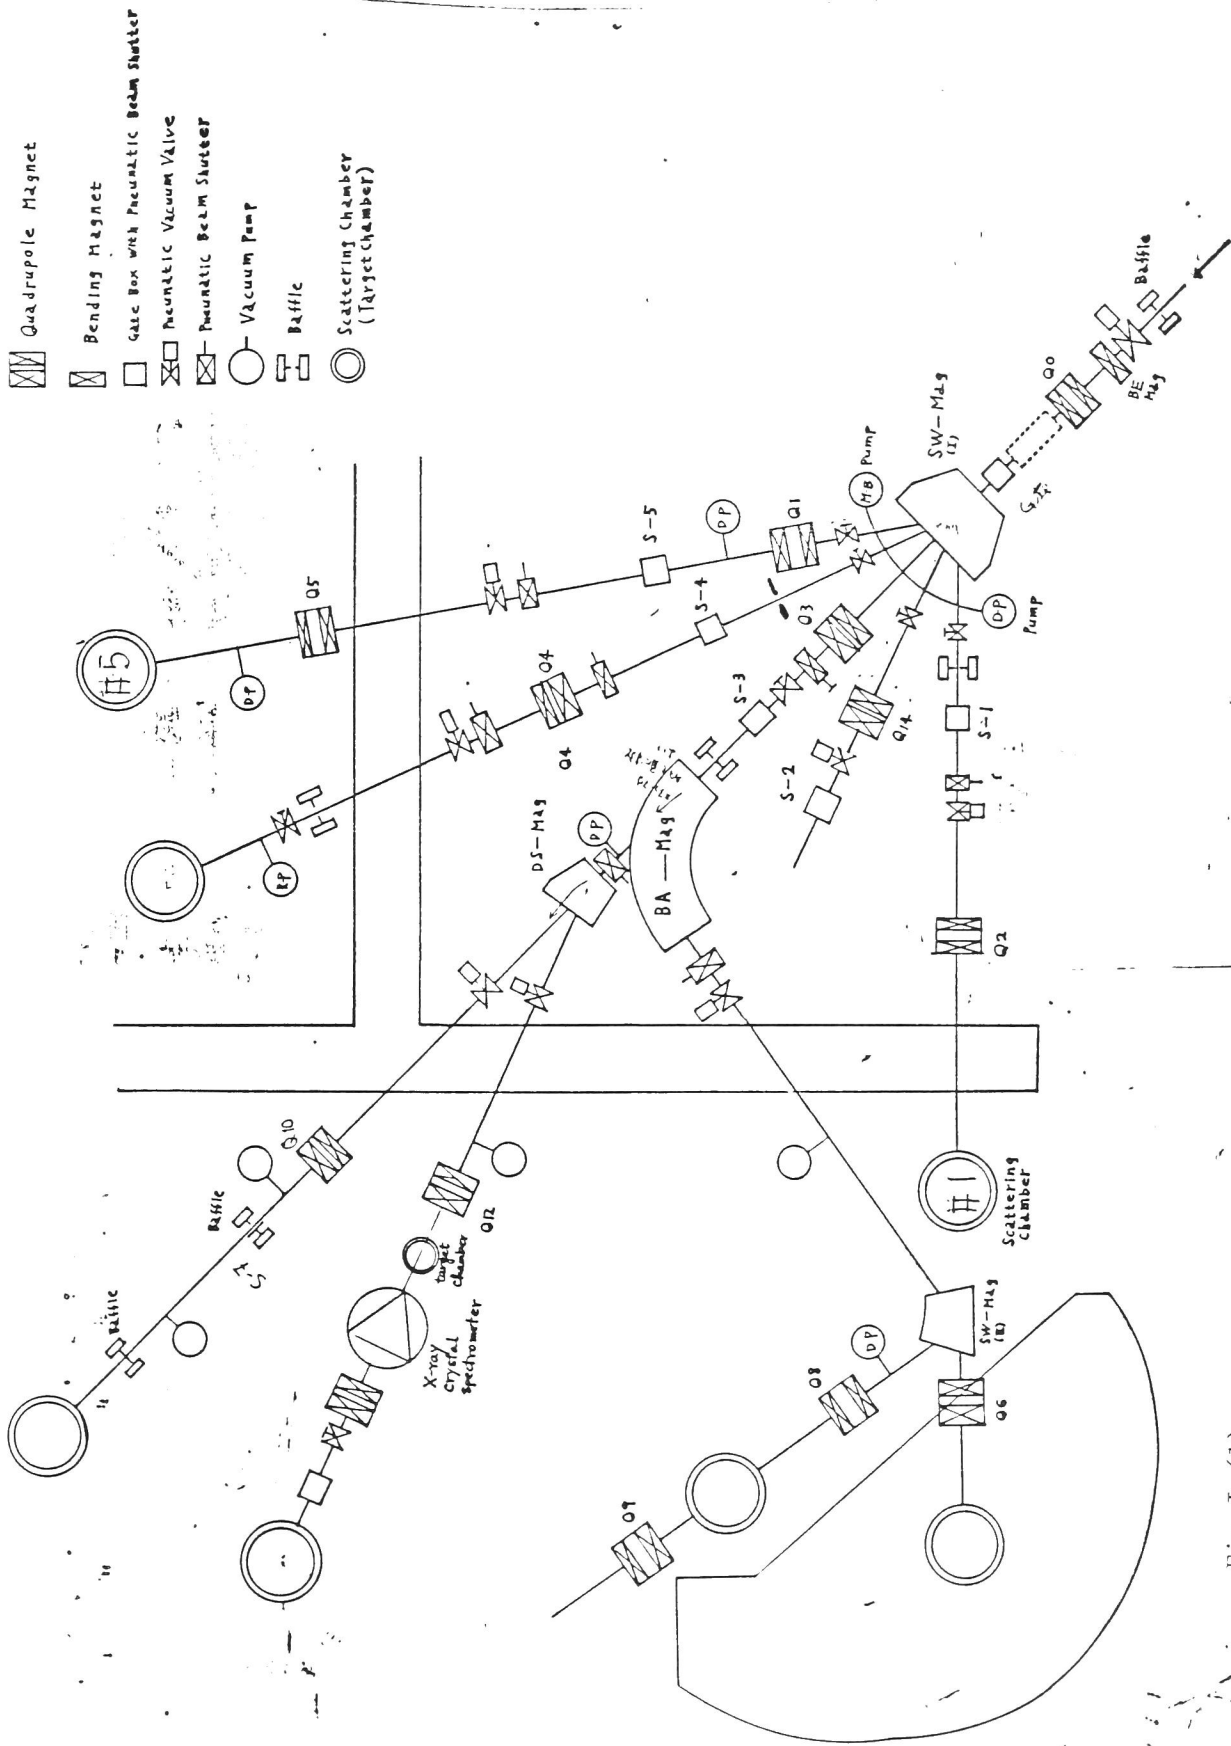 Quadrupole Magnet
Bending Magnet
Gate Box with Pneumatic Beam Shutter
Pneumatic Vacuum Valve
Pneumatic Beam Shutter
Vacuum Pump
Baffle
Scattering Chamber
(Target Chamber)
#5
Q5
DP
S-5
DP
Q1
MB
Pump
SW-Mag
(I)
Q0
BE
Mag
Baffle
RP
Q4
Q4
S-4
Q3
S-3
DP
Pump
DS-Mag
DP
BA — Mag
S-2
Q14
S-1
Q2
Q10
Baffle
Baffle
Q12
target
chamber
X-ray
crystal
spectrometer
#1
Scattering
chamber
SW-Mag
(II)
DP
Q8
Q6
Q9